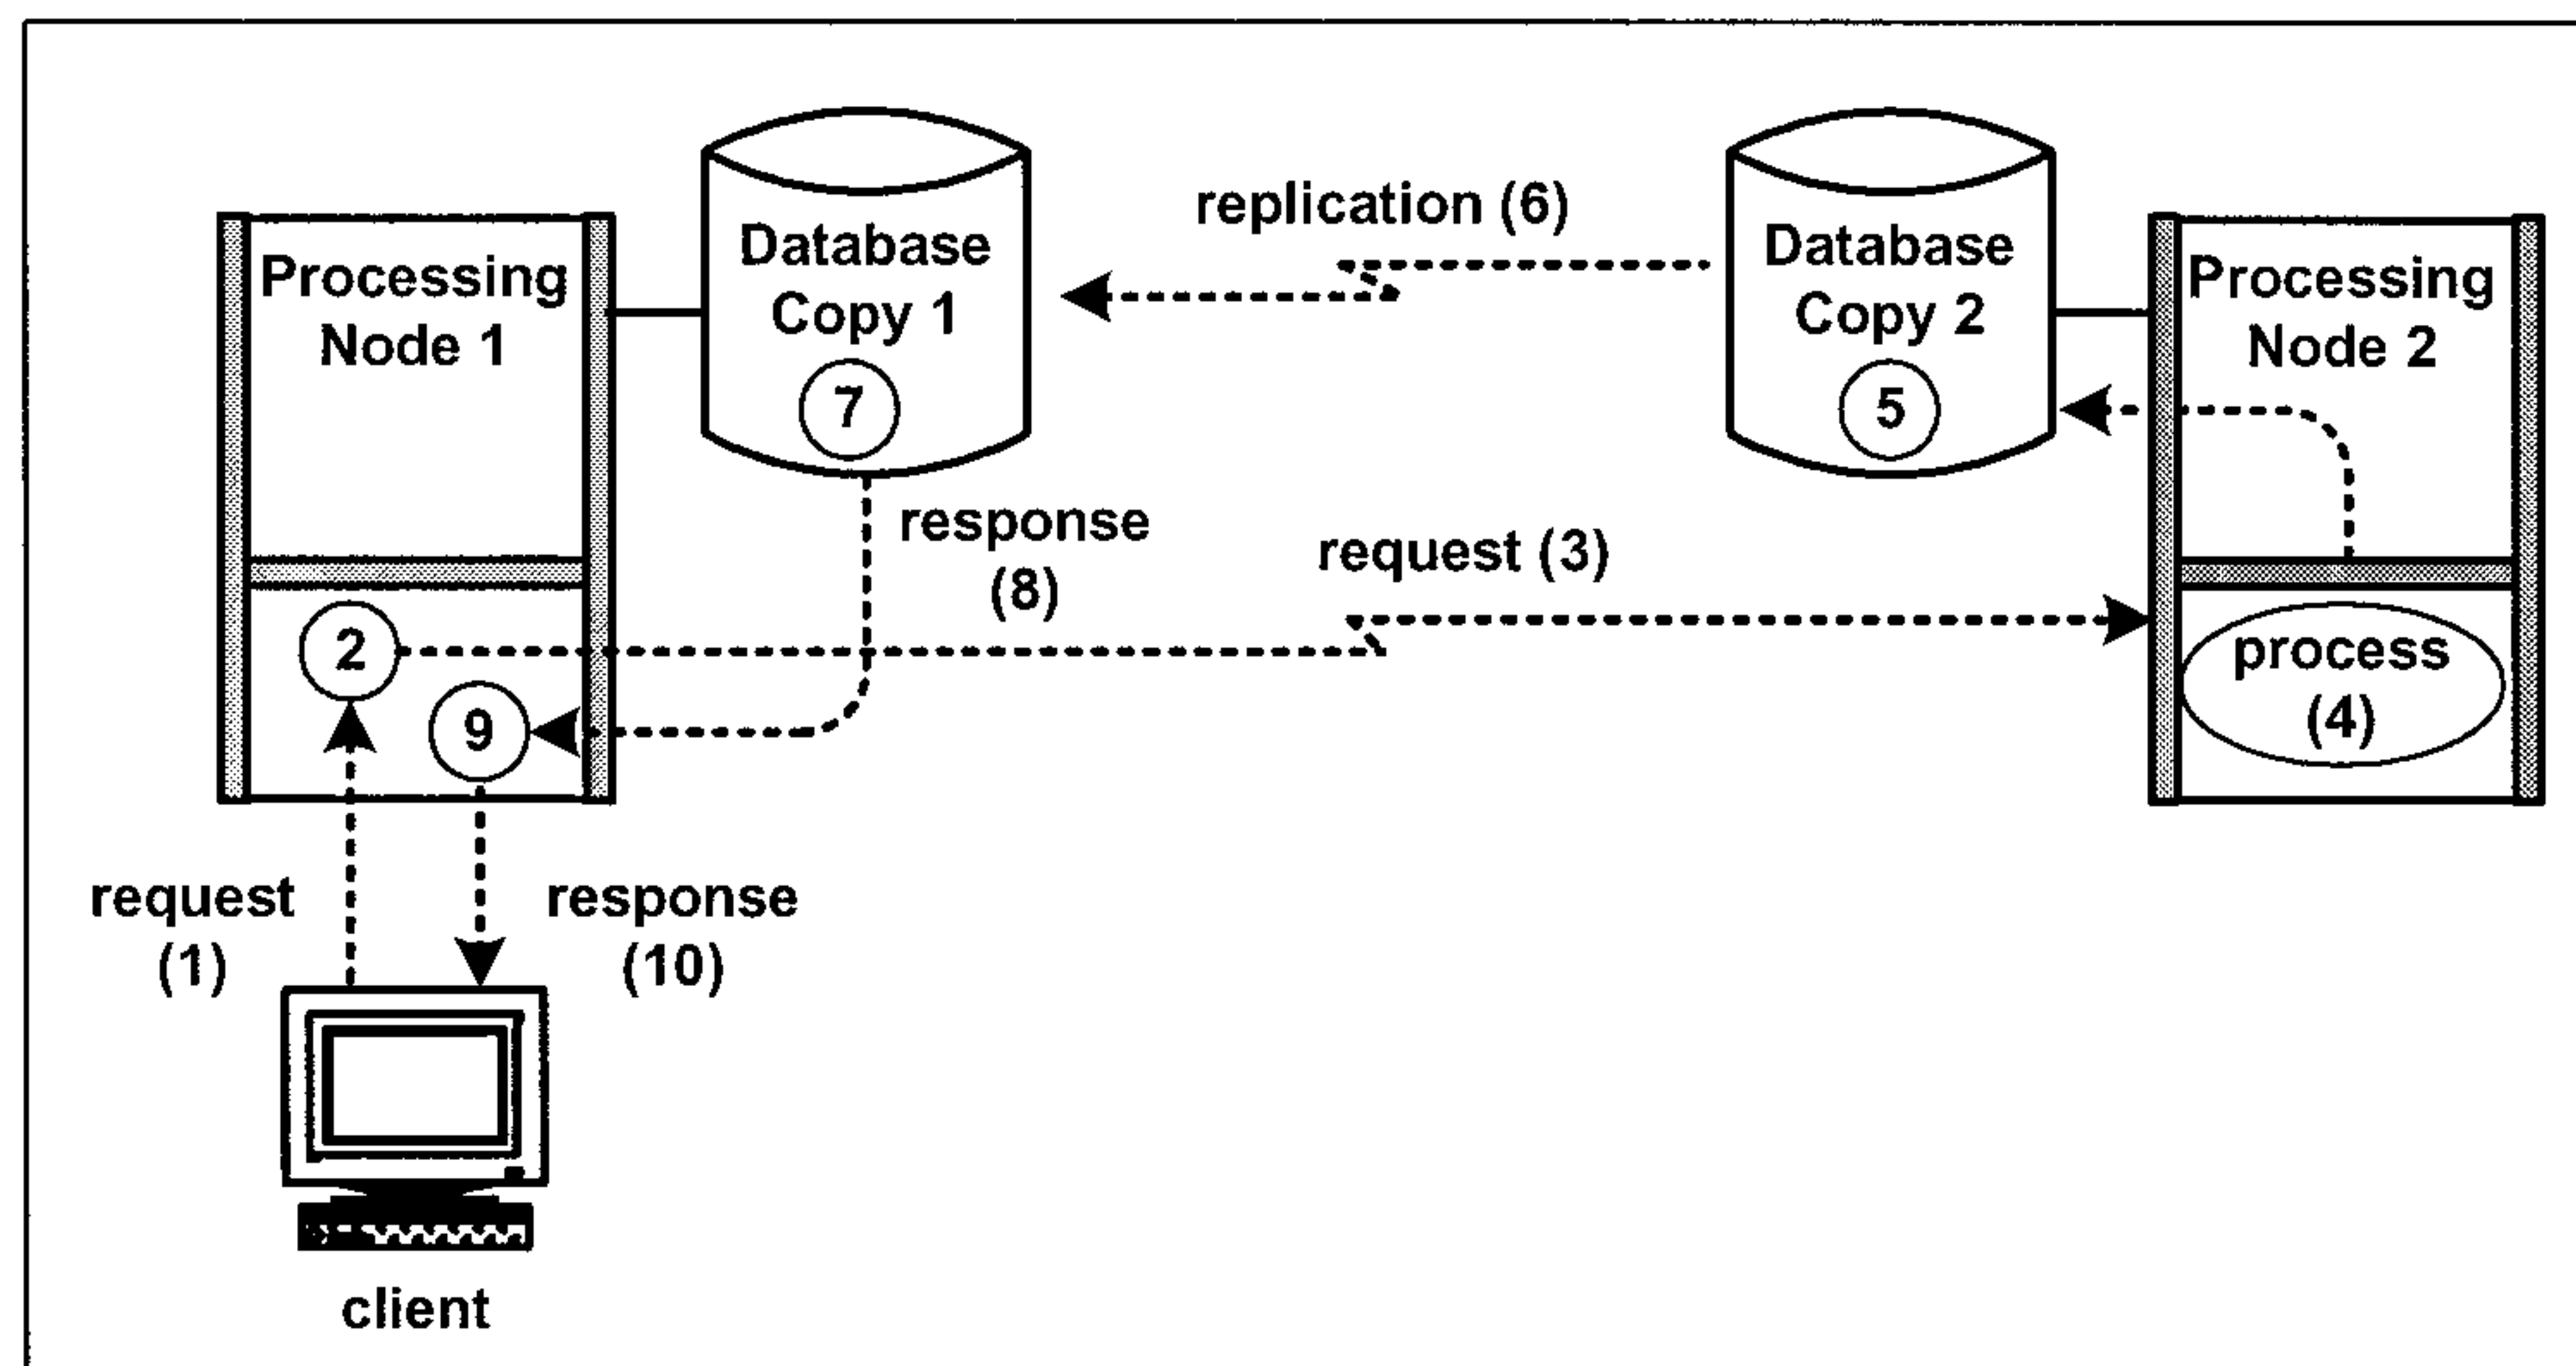 Processing
Node 1
Database
Copy 1
7
replication (6)
Database
Copy 2
5
Processing
Node 2
response
(8)
request (3)
2
9
process
(4)
request
(1)
response
(10)
client